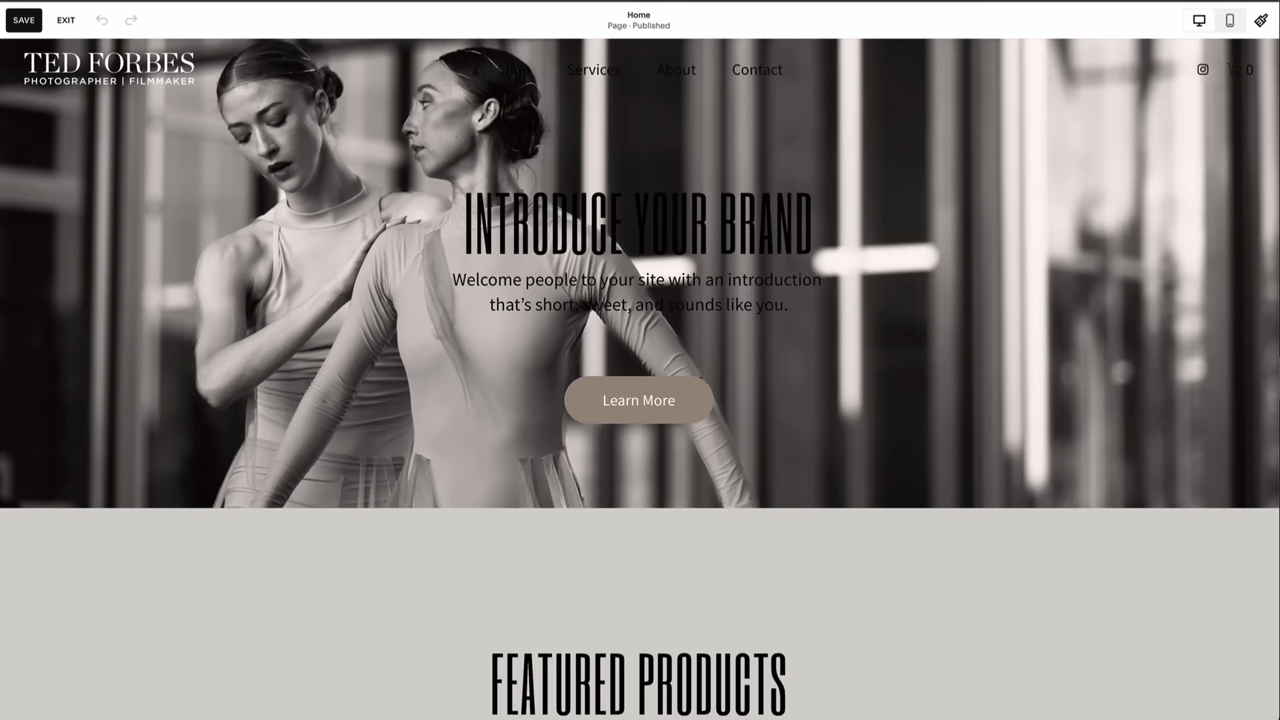 SAVE EXIT
Home
Page · Published
TED FORBES
PHOTOGRAPHER | FILMMAKER
Services About Contact
0
INTRODUCE YOUR BRAND
Welcome people to your site with an introduction
that’s short, sweet, and sounds like you.
Learn More
FEATURED PRODUCTS